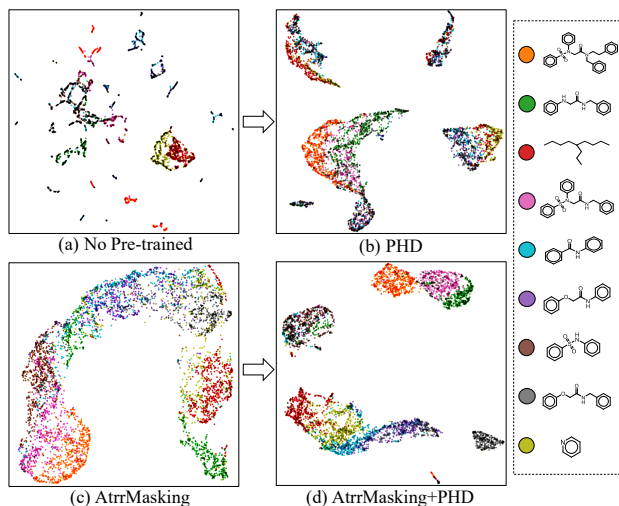 (a) No Pre-trained
(b) PHD
(c) AtrrMasking
(d) AtrrMasking+PHD